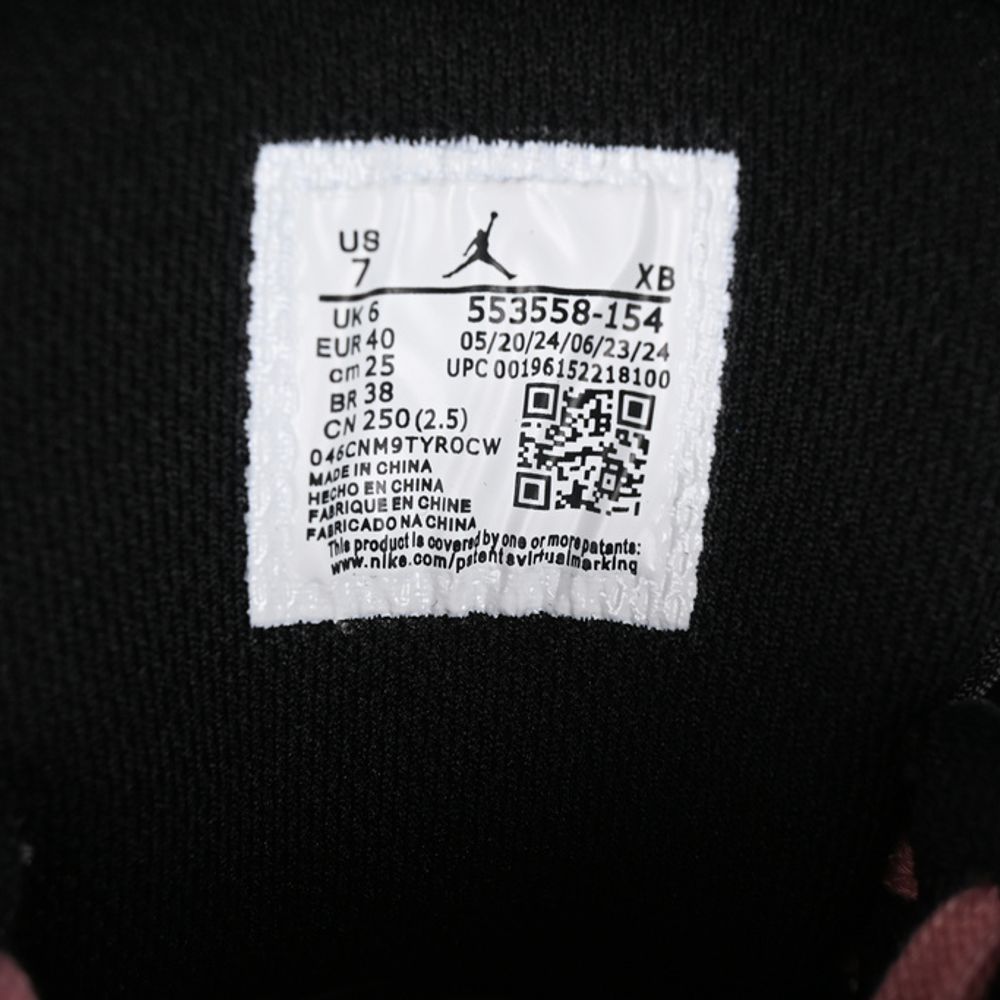 US
7
XB
UK 6
553558-154
EUR 40
05/20/24/06/23/24
cm 25
UPC 00196152218100
BR 38
CN 250 (2.5)
046CNM9TYROCW
MADE IN CHINA
HECHO EN CHINA
FABRIQUE EN CHINE
FABRICADO NA CHINA
This product is covered by one or more patents:
www.nike.com/patentsvirtualmarking